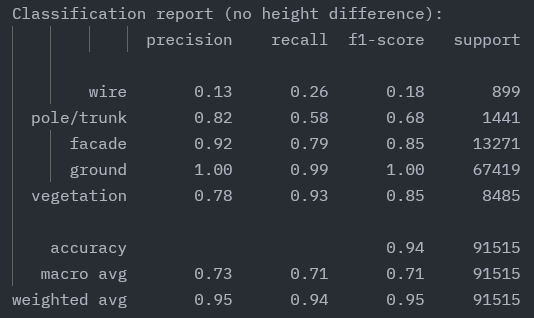 Classification report (no height difference):
precision recall f1-score support
wire 0.13 0.26 0.18 899
pole/trunk 0.82 0.58 0.68 1441
facade 0.92 0.79 0.85 13271
ground 1.00 0.99 1.00 67419
vegetation 0.78 0.93 0.85 8485
accuracy 0.94 91515
macro avg 0.73 0.71 0.71 91515
weighted avg 0.95 0.94 0.95 91515